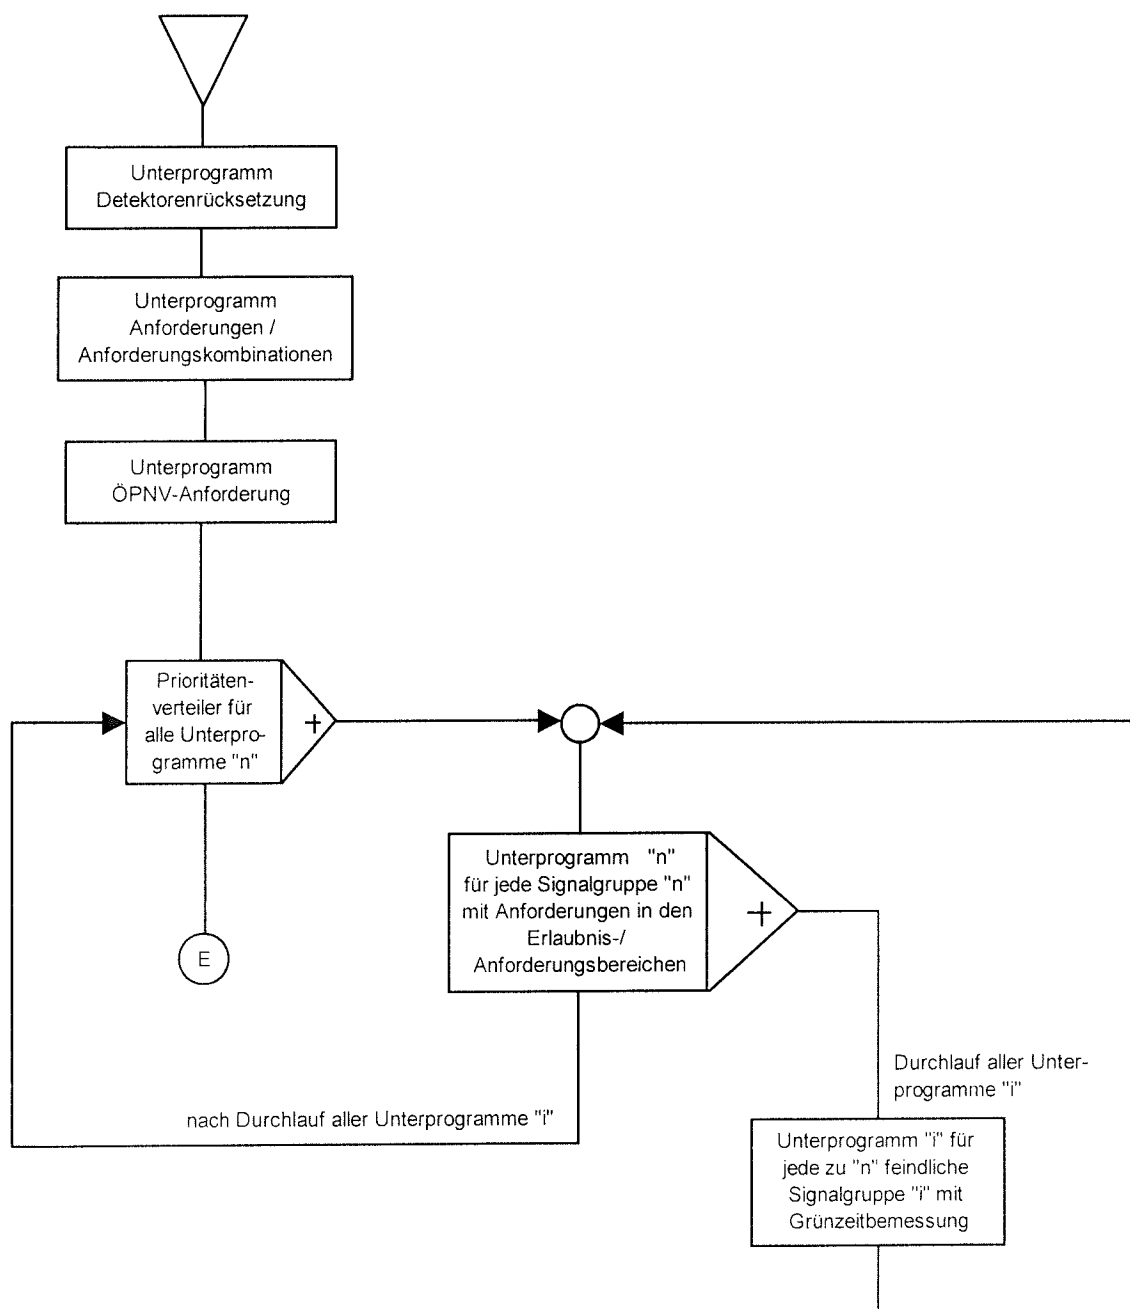 Unterprogramm
Detektorenrücksetzung
Unterprogramm
Anforderungen /
Anforderungskombinationen
Unterprogramm
ÖPNV-Anforderung
Prioritäten-
verteiler für
alle Unterpro-
gramme "n"
+
Unterprogramm "n"
für jede Signalgruppe "n"
mit Anforderungen in den
Erlaubnis-/
Anforderungsbereichen
+
E
Durchlauf aller Unter-
programme "i"
nach Durchlauf aller Unterprogramme "i"
Unterprogramm "i" für
jede zu "n" feindliche
Signalgruppe "i" mit
Grünzeitbemessung